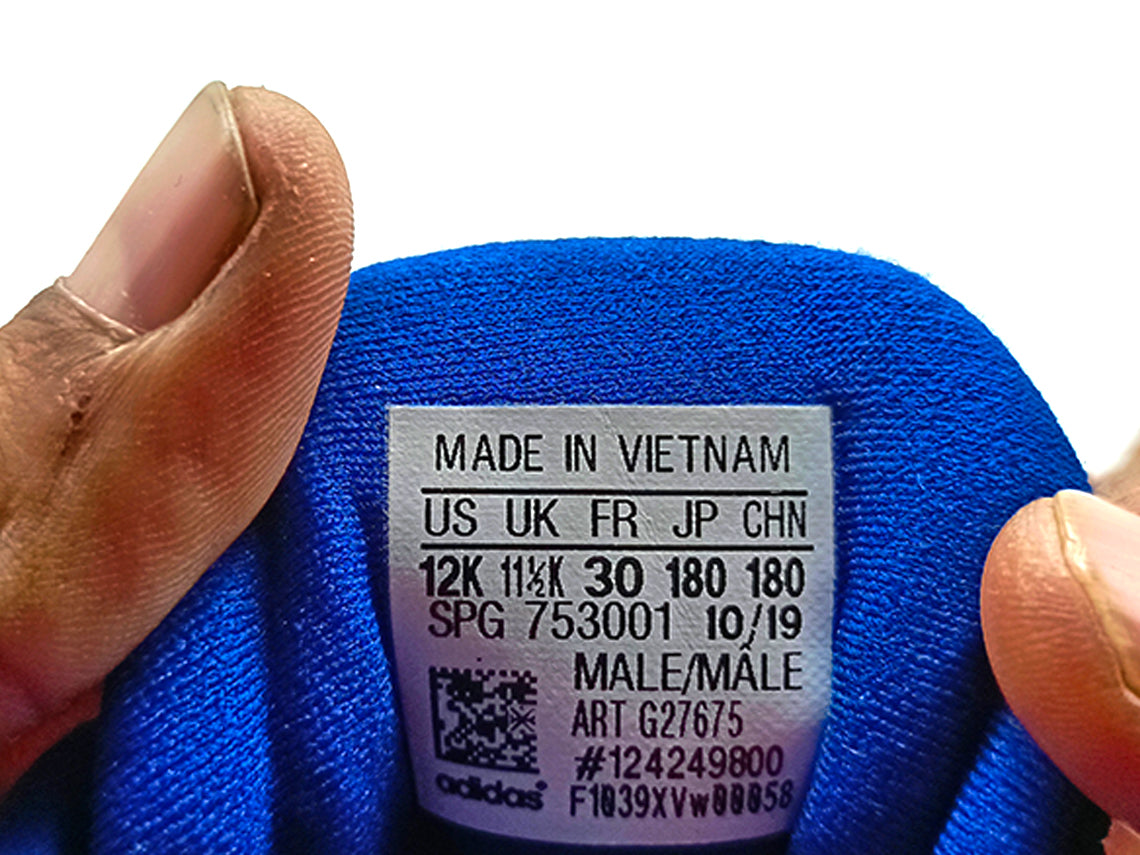 MADE IN VIETNAM
US UK FR JP CHN
12K 11½K 30 180 180
SPG 753001 10/19
MALE/MÂLE
ART G27675
#124249800
adidas F1039XVw00058